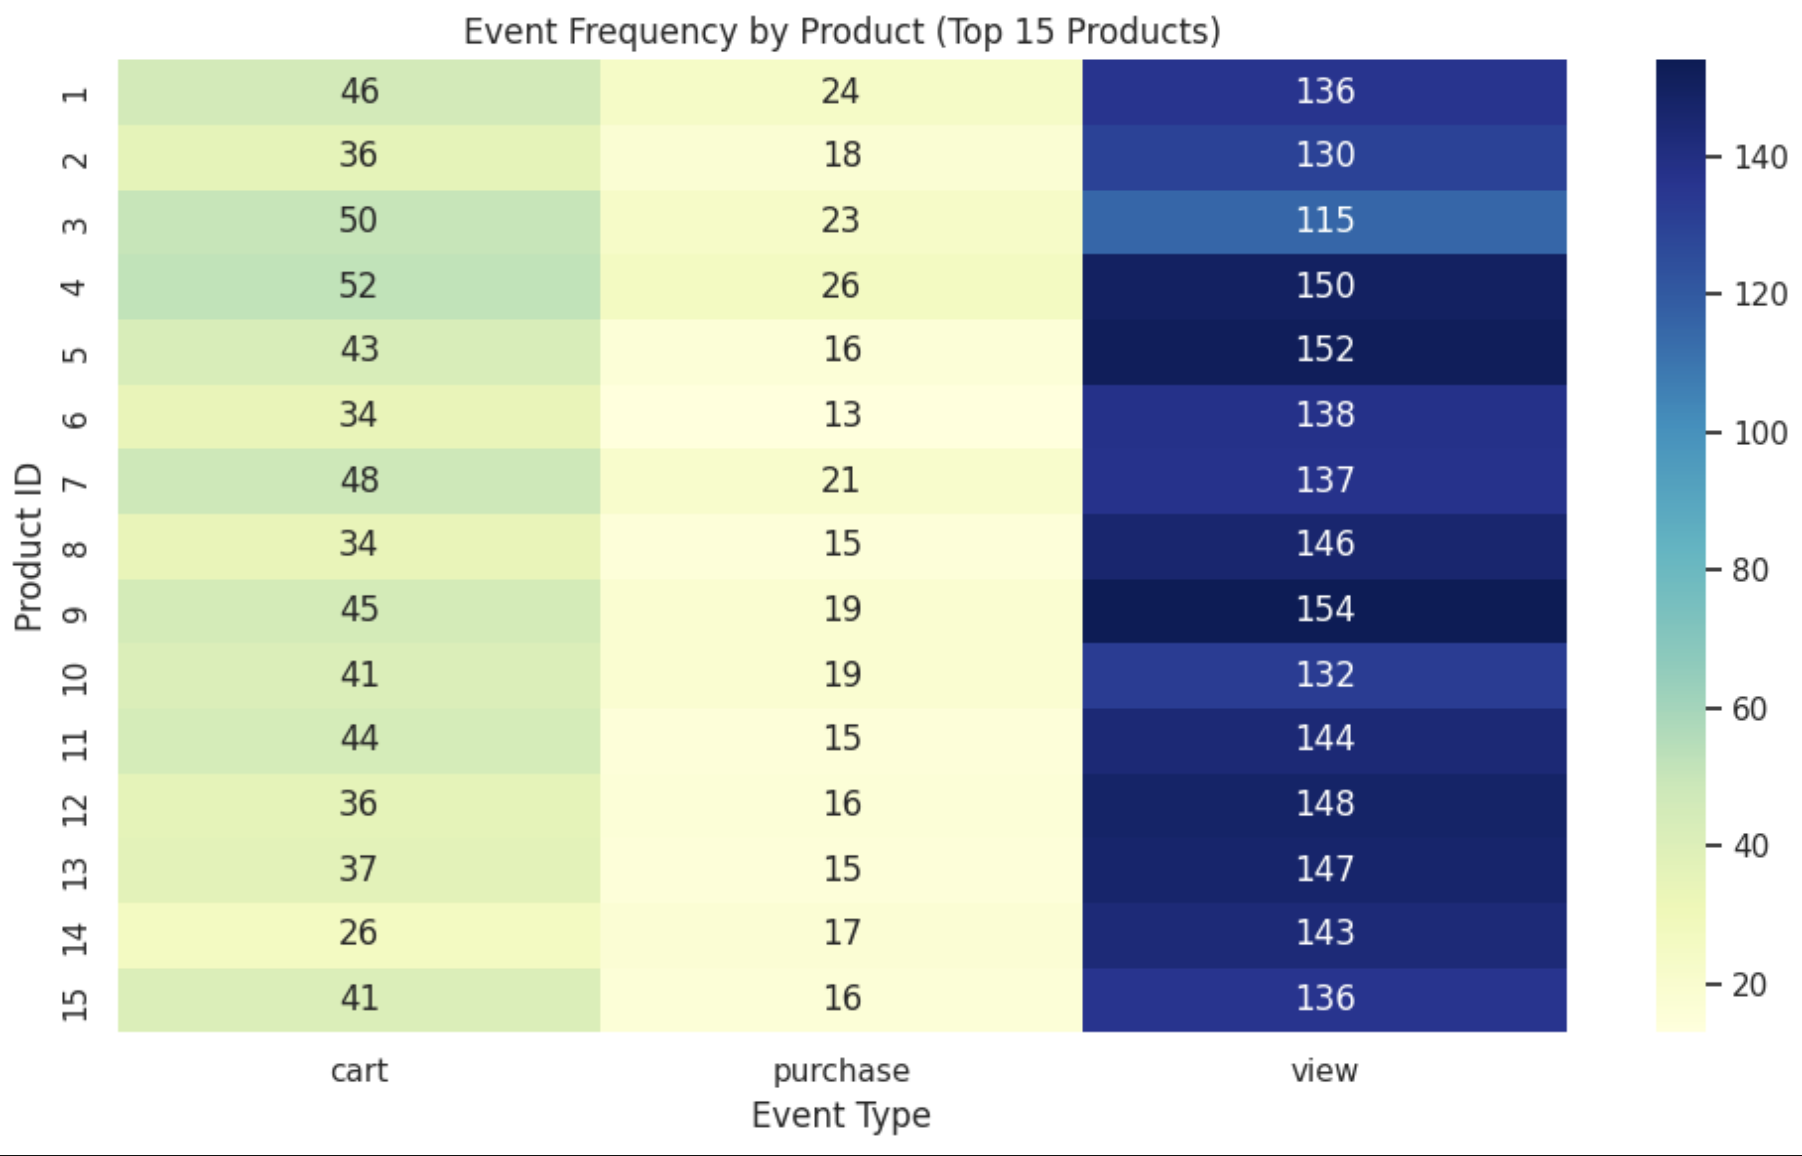 Event Frequency by Product (Top 15 Products)
Product ID
1 46 24 136
2 36 18 130
3 50 23 115
4 52 26 150
5 43 16 152
6 34 13 138
7 48 21 137
8 34 15 146
9 45 19 154
10 41 19 132
11 44 15 144
12 36 16 148
13 37 15 147
14 26 17 143
15 41 16 136
cart purchase view
Event Type
140
120
100
80
60
40
20